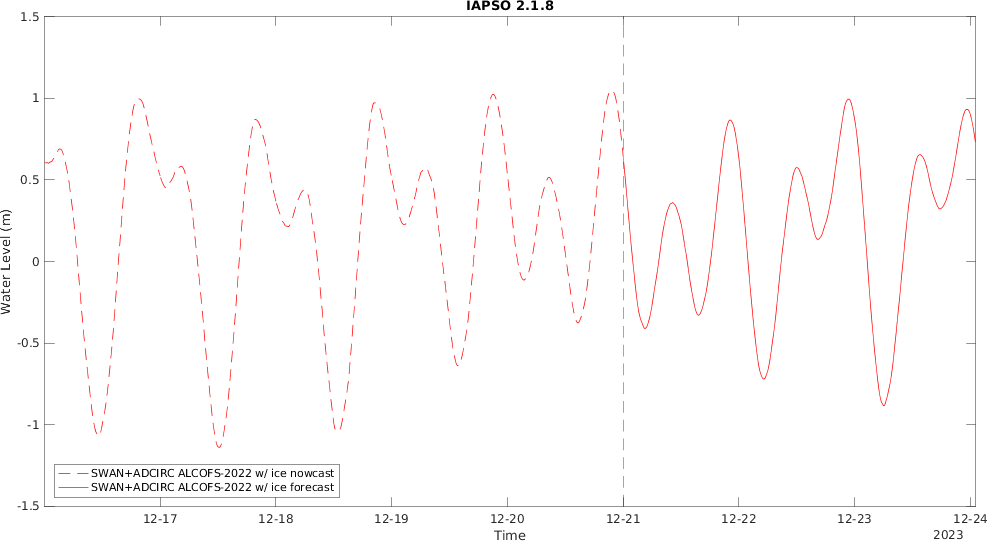 IAPSO 2.1.8
1.5
1
0.5
0
-0.5
-1
-1.5
Water Level (m)
SWAN+ADCIRC ALCOFS-2022 w/ ice nowcast
SWAN+ADCIRC ALCOFS-2022 w/ ice forecast
12-17 12-18 12-19 12-20 12-21 12-22 12-23 12-24
Time
2023